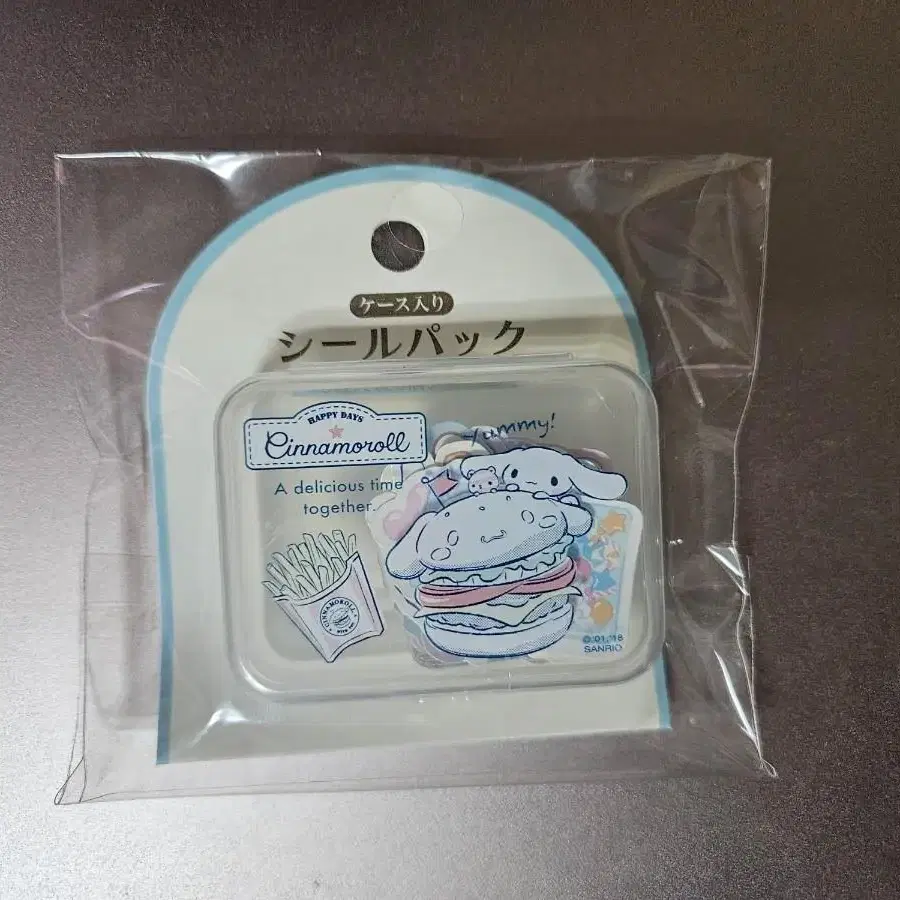 ケース入り
シールパック
HAPPY DAYS
Cinnamoroll
Yummy!
A delicious time
together.
CINNAMOROLL
© '01, '18
SANRIO